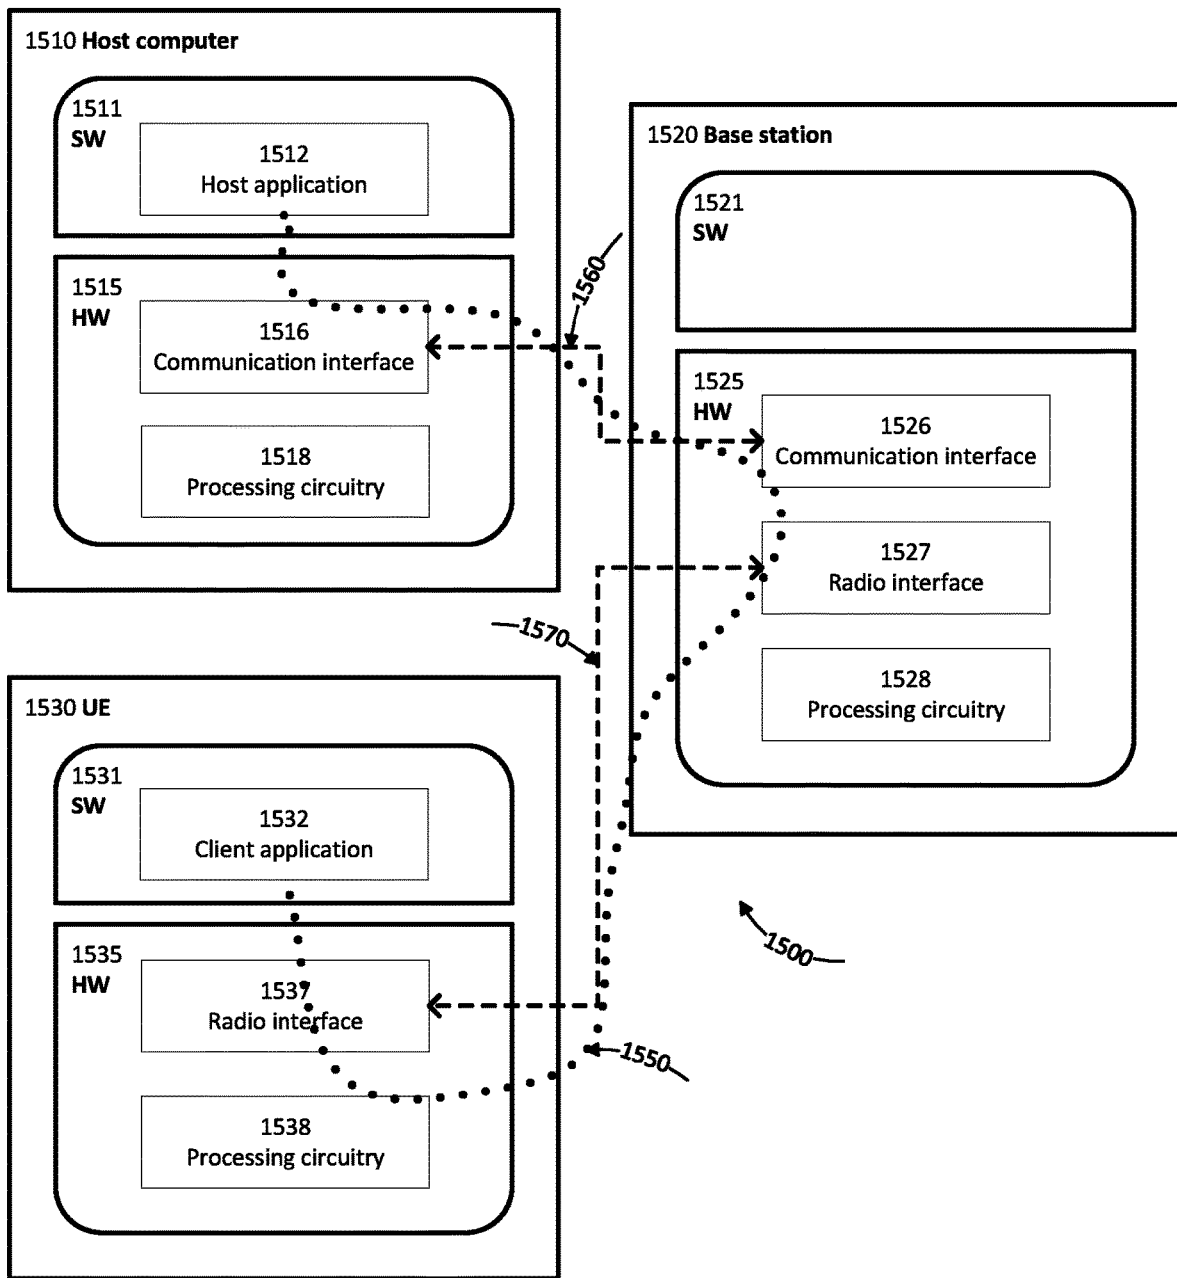 1510 Host computer
1511
SW
1512
Host application
1515
HW
1516
Communication interface
1518
Processing circuitry
1560
1520 Base station
1521
SW
1525
HW
1526
Communication interface
1527
Radio interface
1528
Processing circuitry
1570
1530 UE
1531
SW
1532
Client application
1535
HW
1537
Radio interface
1538
Processing circuitry
1500
1550